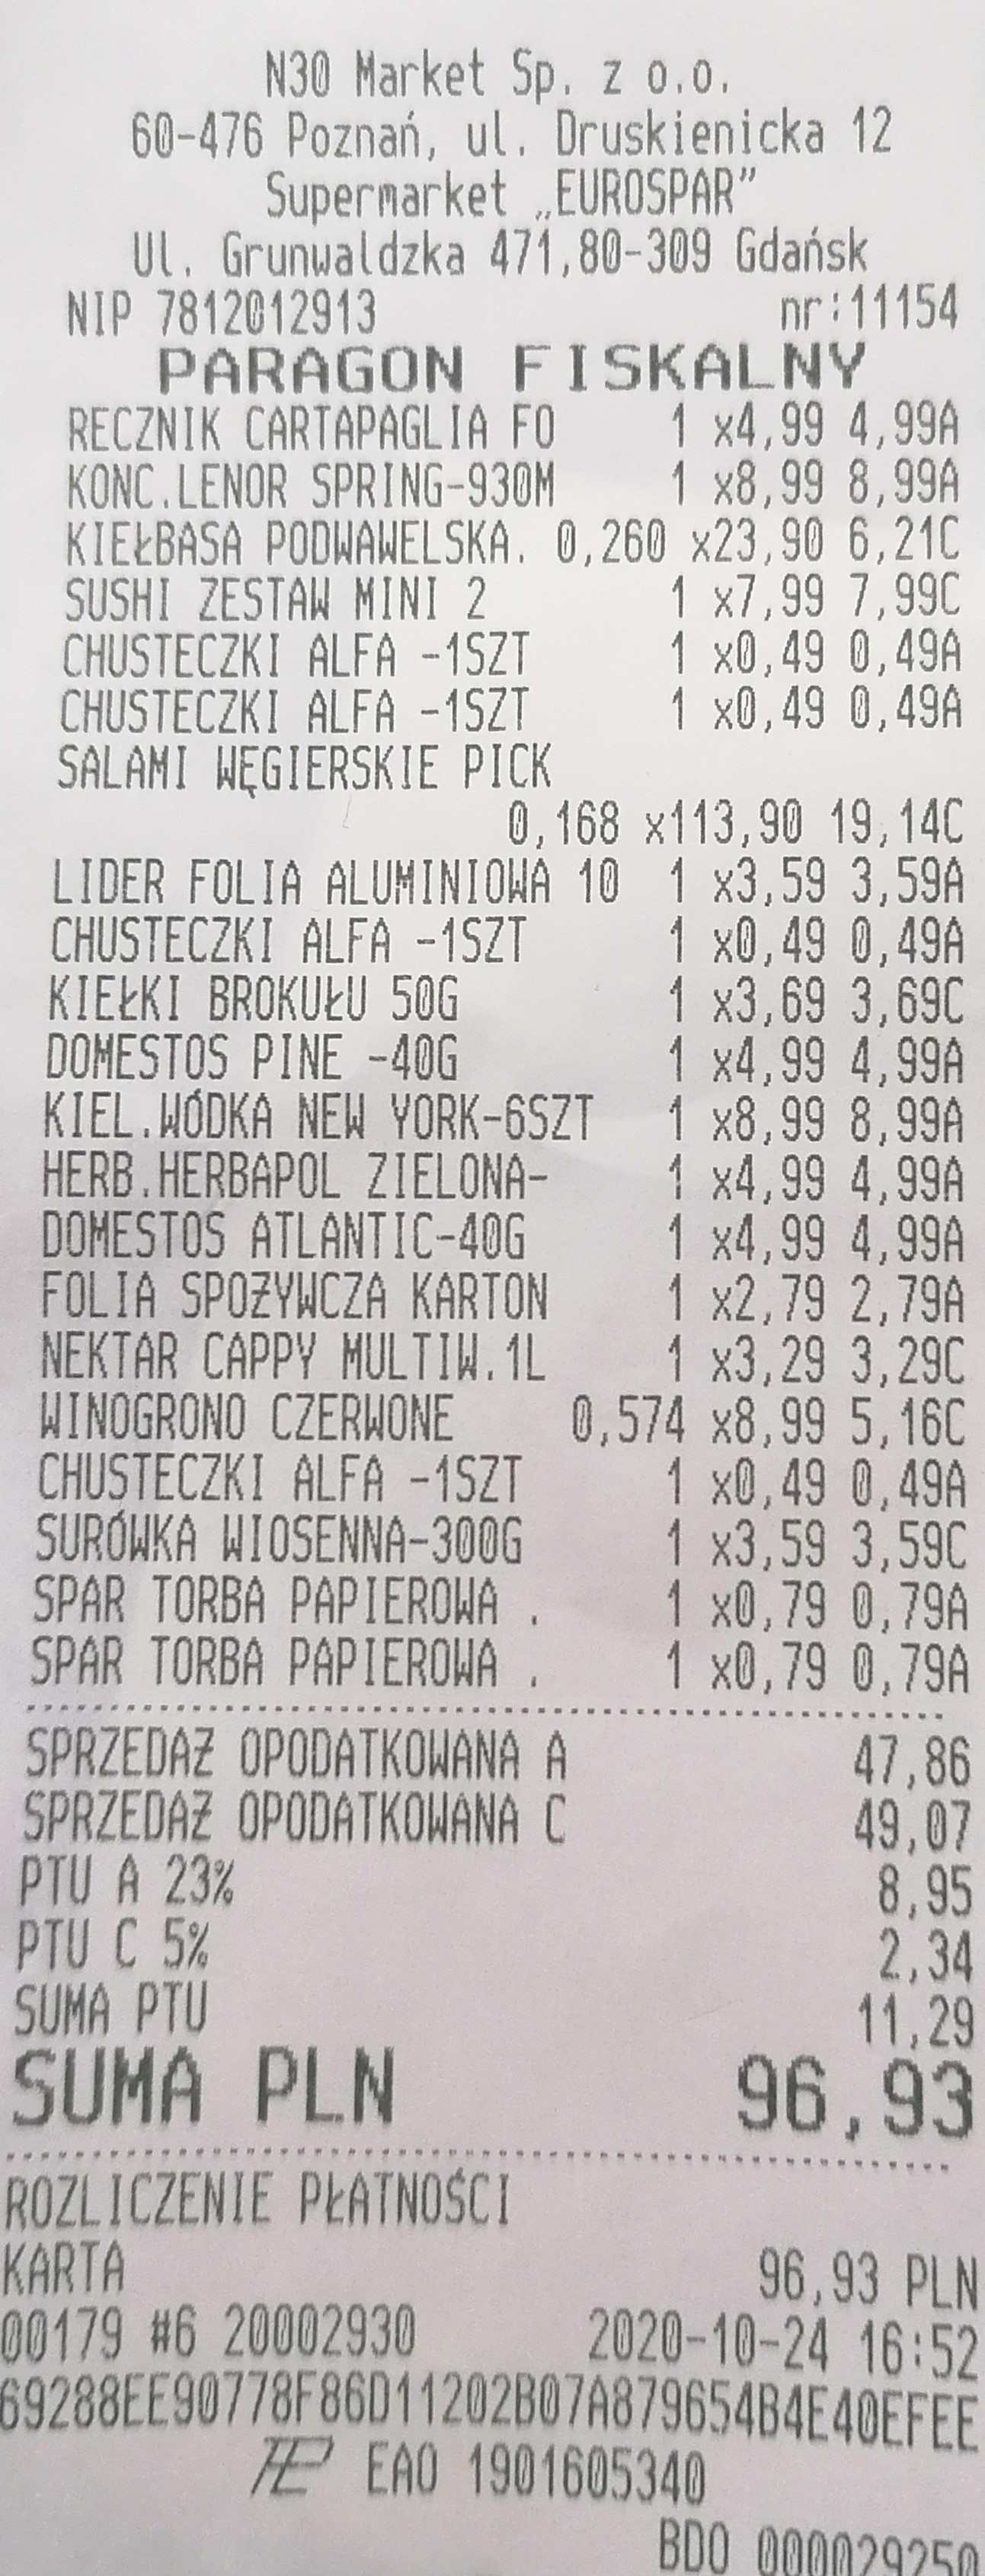 N30 Market Sp. z o.o.
60-476 Poznań, ul. Druskienicka 12
Supermarket „EUROSPAR”
Ul. Grunwaldzka 471,80-309 Gdańsk
NIP 7812012913 nr:11154
PARAGON FISKALNY
RECZNIK CARTAPAGLIA FO 1 x4,99 4,99A
KONC.LENOR SPRING-930M 1 x8,99 8,99A
KIEŁBASA PODWAWELSKA. 0,260 x23,90 6,21C
SUSHI ZESTAW MINI 2 1 x7,99 7,99C
CHUSTECZKI ALFA -1SZT 1 x0,49 0,49A
CHUSTECZKI ALFA -1SZT 1 x0,49 0,49A
SALAMI WĘGIERSKIE PICK
0,168 x113,90 19,14C
LIDER FOLIA ALUMINIOWA 10 1 x3,59 3,59A
CHUSTECZKI ALFA -1SZT 1 x0,49 0,49A
KIEŁKI BROKUŁU 50G 1 x3,69 3,69C
DOMESTOS PINE -40G 1 x4,99 4,99A
KIEL.WÓDKA NEW YORK-6SZT 1 x8,99 8,99A
HERB.HERBAPOL ZIELONA- 1 x4,99 4,99A
DOMESTOS ATLANTIC-40G 1 x4,99 4,99A
FOLIA SPOŻYWCZA KARTON 1 x2,79 2,79A
NEKTAR CAPPY MULTIW.1L 1 x3,29 3,29C
WINOGRONO CZERWONE 0,574 x8,99 5,16C
CHUSTECZKI ALFA -1SZT 1 x0,49 0,49A
SURÓWKA WIOSENNA-300G 1 x3,59 3,59C
SPAR TORBA PAPIEROWA . 1 x0,79 0,79A
SPAR TORBA PAPIEROWA . 1 x0,79 0,79A
SPRZEDAŻ OPODATKOWANA A 47,86
SPRZEDAŻ OPODATKOWANA C 49,07
PTU A 23% 8,95
PTU C 5% 2,34
SUMA PTU 11,29
SUMA PLN 96,93
ROZLICZENIE PŁATNOŚCI
KARTA 96,93 PLN
00179 #6 20002930 2020-10-24 16:52
69288EE90778F86D11202B07A879654B4E40EFEE
EAO 1901605340
BDO 000029250